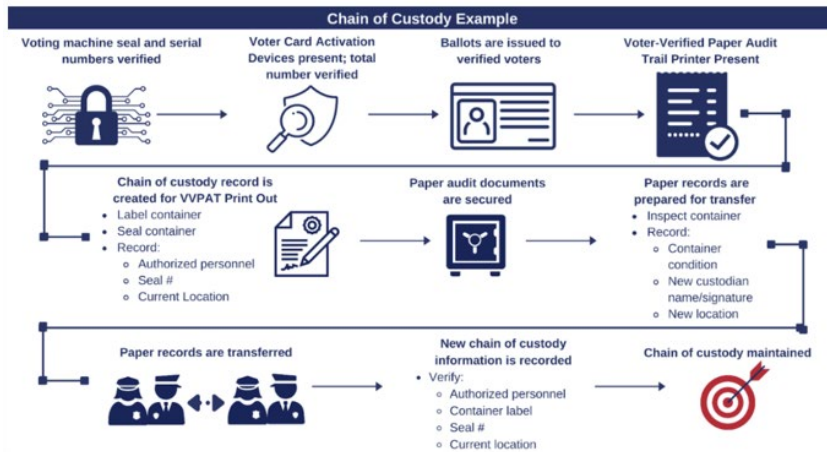 Chain of Custody Example
Voting machine seal and serial
numbers verified
Voter Card Activation
Devices present; total
number verified
Ballots are issued to
verified voters
Voter-Verified Paper Audit
Trail Printer Present
Chain of custody record is
created for VVPAT Print Out
• Label container
• Seal container
• Record:
○ Authorized personnel
○ Seal #
○ Current Location
Paper audit documents
are secured
Paper records are
prepared for transfer
• Inspect container
• Record:
○ Container
condition
○ New custodian
name/signature
○ New location
Paper records are transferred
New chain of custody
information is recorded
• Verify:
○ Authorized personnel
○ Container label
○ Seal #
○ Current location
Chain of custody maintained